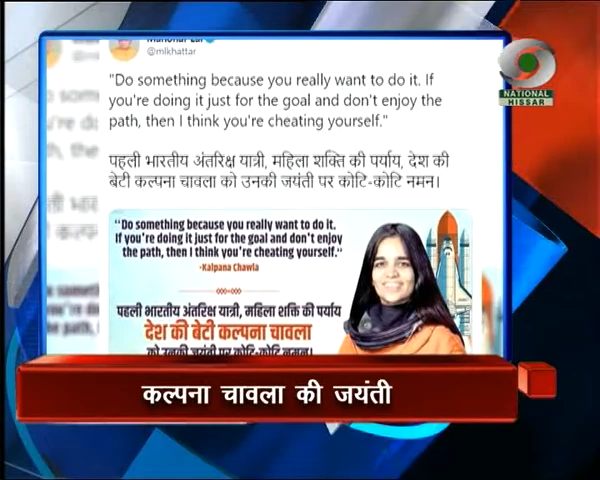 @mlkhattar
"Do something because you really want to do it. If
you're doing it just for the goal and don't enjoy the
path, then I think you're cheating yourself."
पहली भारतीय अंतरिक्ष यात्री, महिला शक्ति की पर्याय, देश की
बेटी कल्पना चावला को उनकी जयंती पर कोटि-कोटि नमन।
"Do something because you really want to do it.
If you're doing it just for the goal and don't enjoy
the path, then I think you're cheating yourself."
-Kalpana Chawla
पहली भारतीय अंतरिक्ष यात्री, महिला शक्ति की पर्याय
देश की बेटी कल्पना चावला
को उनकी जयंती पर कोटि-कोटि नमन।
NATIONAL
HISSAR
कल्पना चावला की जयंती